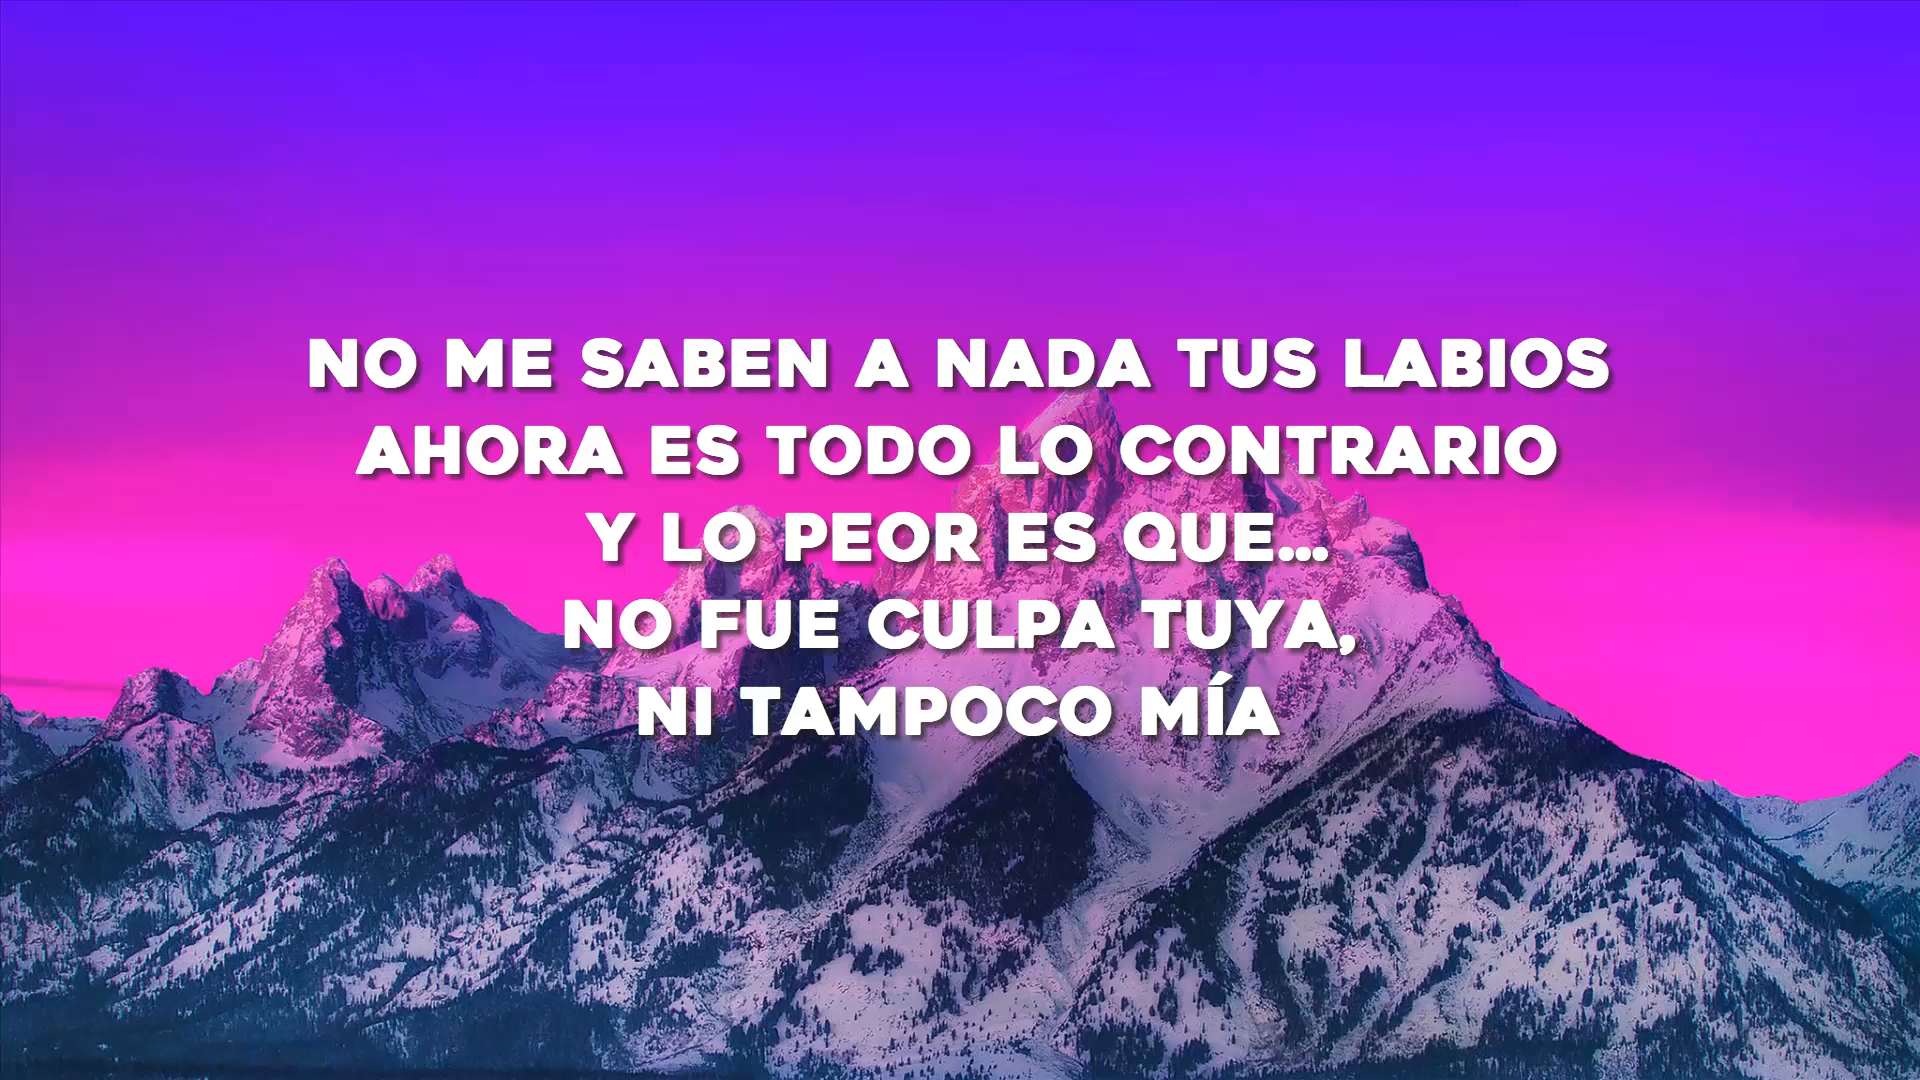 NO ME SABEN A NADA TUS LABIOS
AHORA ES TODO LO CONTRARIO
Y LO PEOR ES QUE...
NO FUE CULPA TUYA,
NI TAMPOCO MÍA